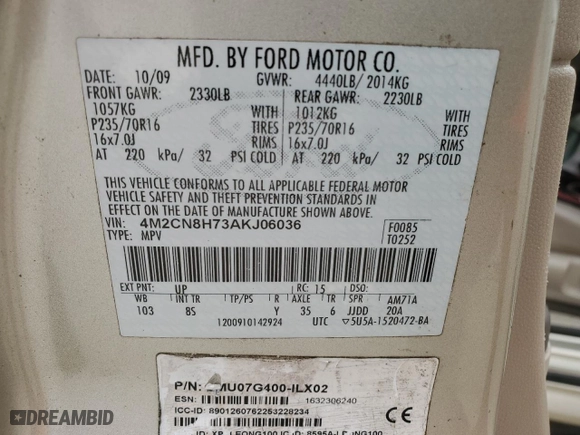 MFD. BY FORD MOTOR CO.
DATE: 10/09 GVWR: 4440LB/ 2014KG
FRONT GAWR: 2330LB REAR GAWR: 2230LB
1057KG WITH 1012KG WITH
P235/70R16 TIRES P235/70R16 TIRES
16x7.0J RIMS 16x7.0J RIMS
AT 220 kPa/ 32 PSI COLD AT 220 kPa/ 32 PSI COLD
THIS VEHICLE CONFORMS TO ALL APPLICABLE FEDERAL MOTOR
VEHICLE SAFETY AND THEFT PREVENTION STANDARDS IN
EFFECT ON THE DATE OF MANUFACTURE SHOWN ABOVE.
VIN: 4M2CN8H73AKJ06036 F0085
TYPE: MPV T0252
EXT PNT: UP RC: 15 DSO:
WB INT TR TP/PS R AXLE TR SPR AM71A
103 8S Y 35 6 JJDD 20A
1200910142924 UTC ▽5U5A-1520472-BA
P/N: MU07G400-ILX02
ESN: 1632306240
ICC-ID: 8901260762253228234
CE
AUTOBIDMASTER